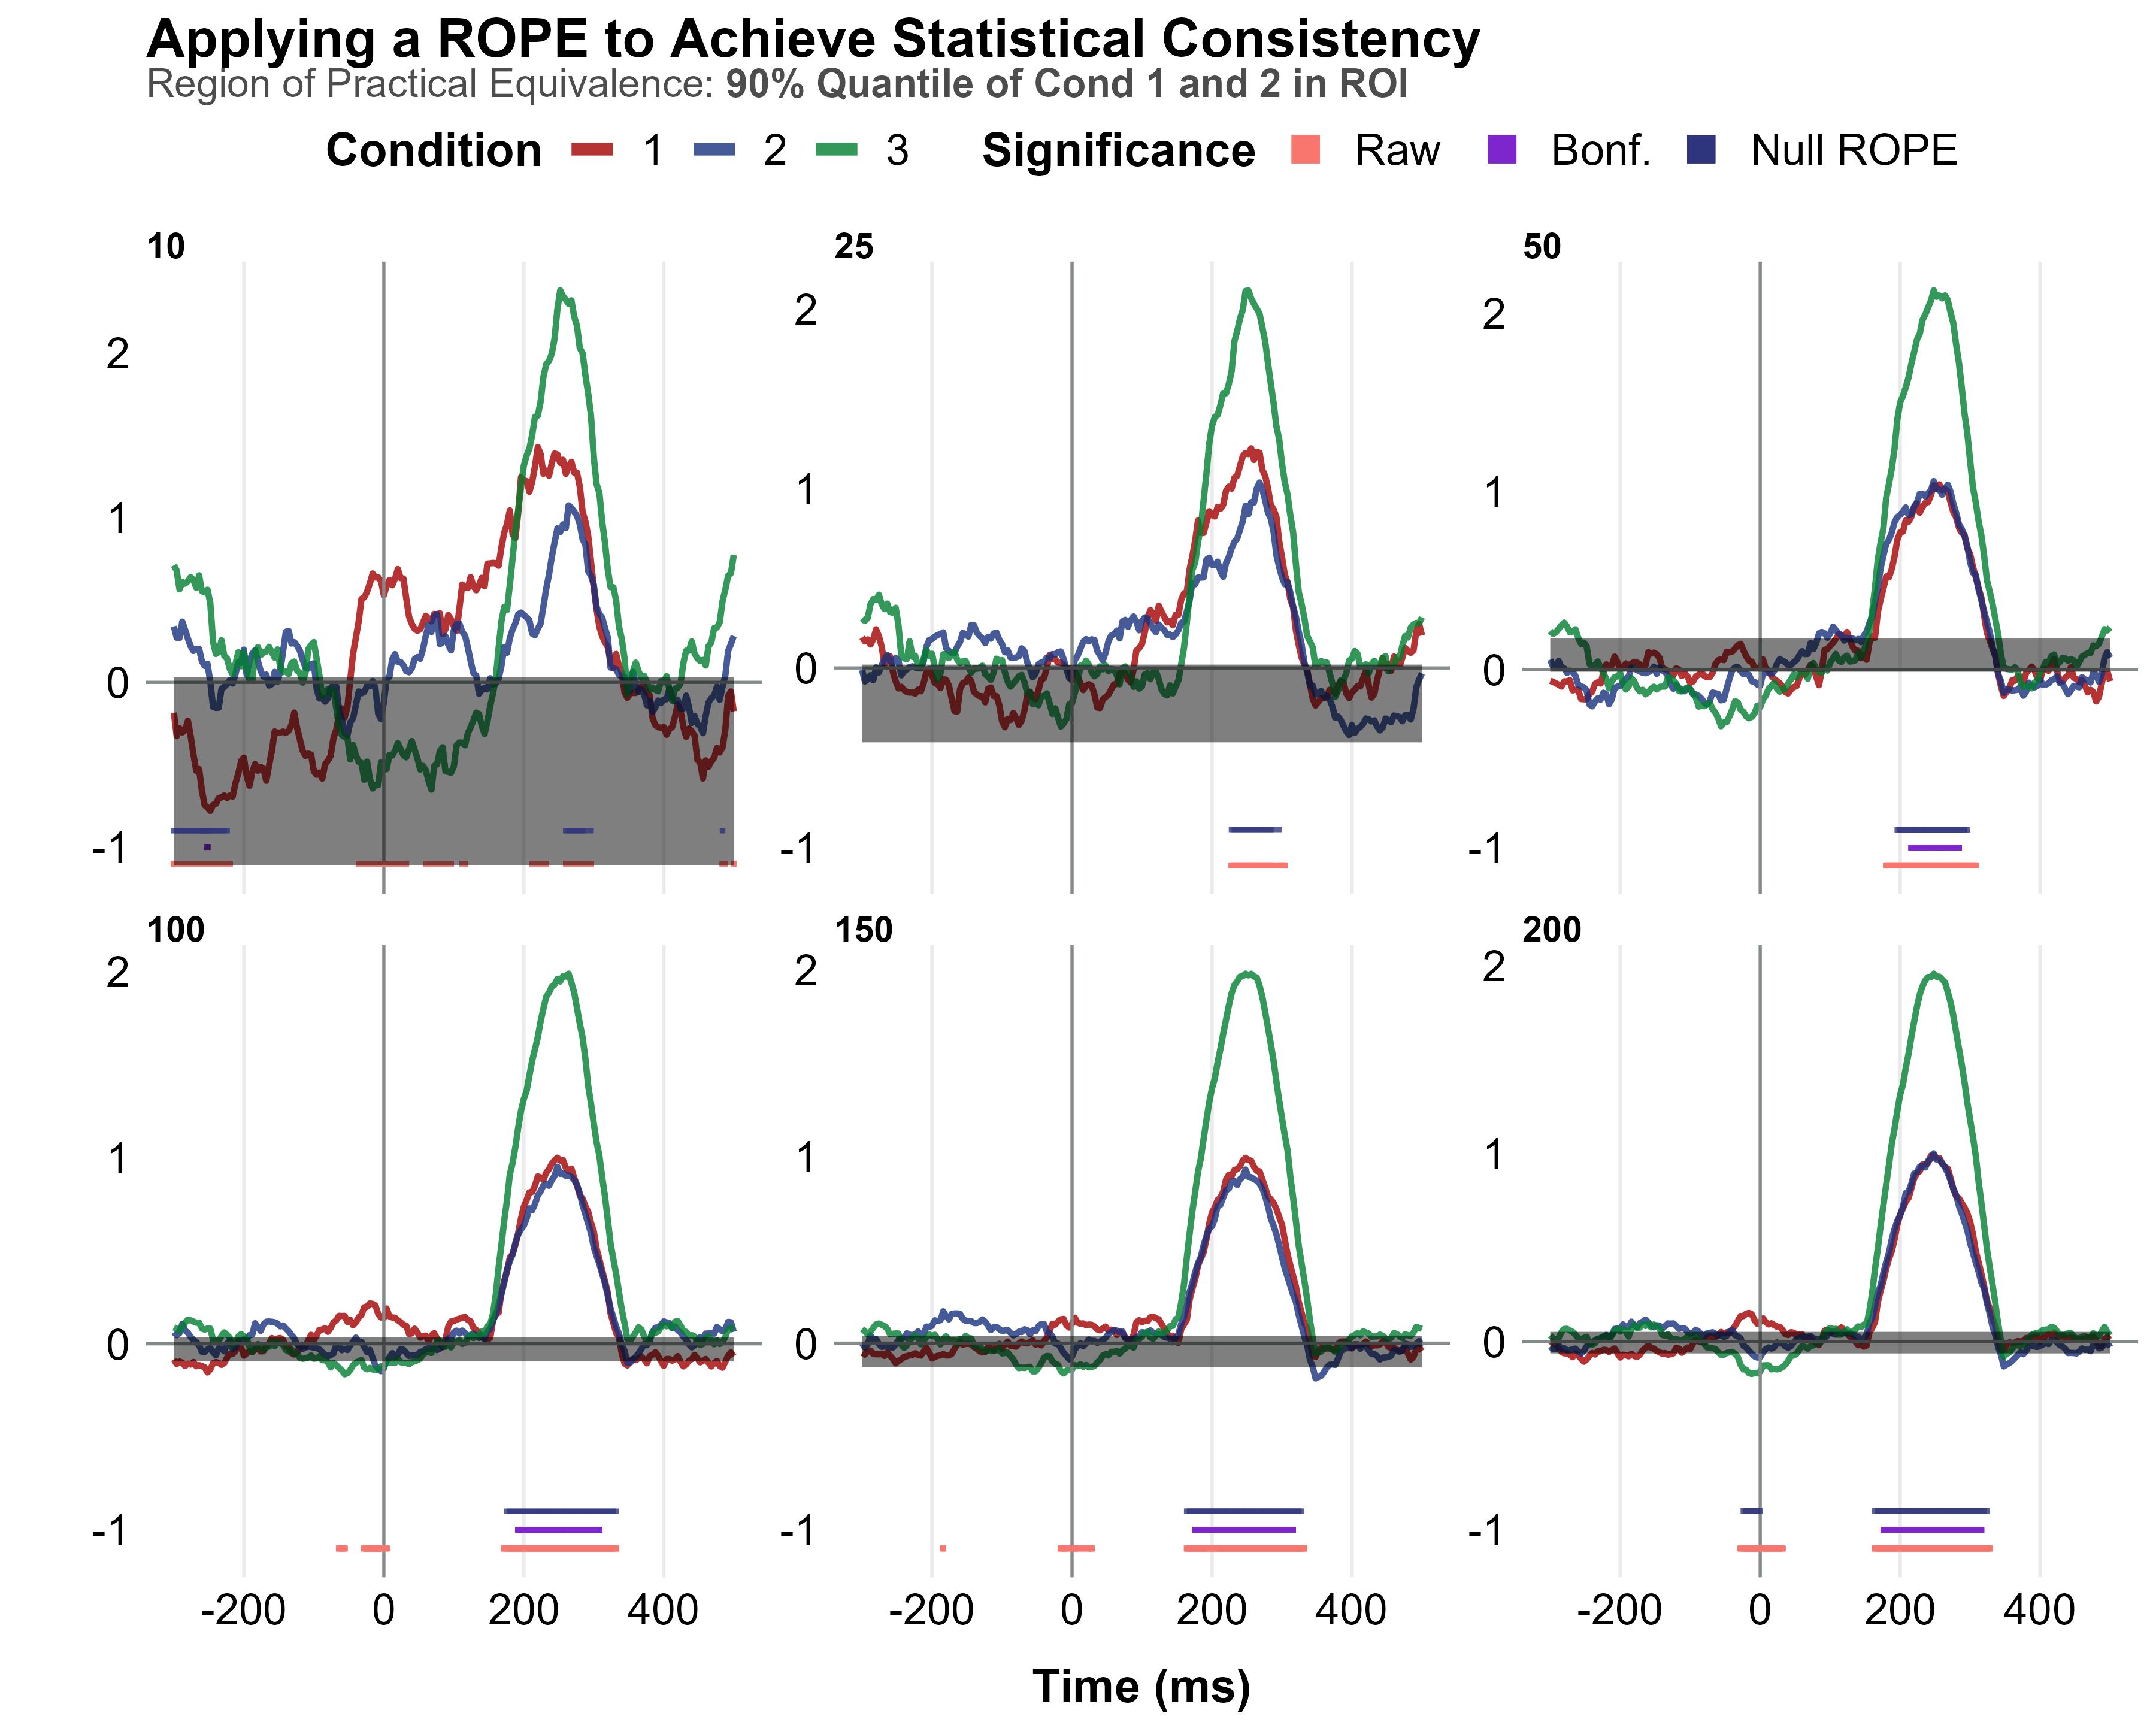 Applying a ROPE to Achieve Statistical Consistency
Region of Practical Equivalence: 90% Quantile of Cond 1 and 2 in ROI
Condition 1 2 3 Significance Raw Bonf. Null ROPE
10 25 50
2 2 2
1 1 1
0 0 0
-1 -1 -1
100 150 200
2 2 2
1 1 1
0 0 0
-1 -1 -1
-200 0 200 400 -200 0 200 400 -200 0 200 400
Time (ms)